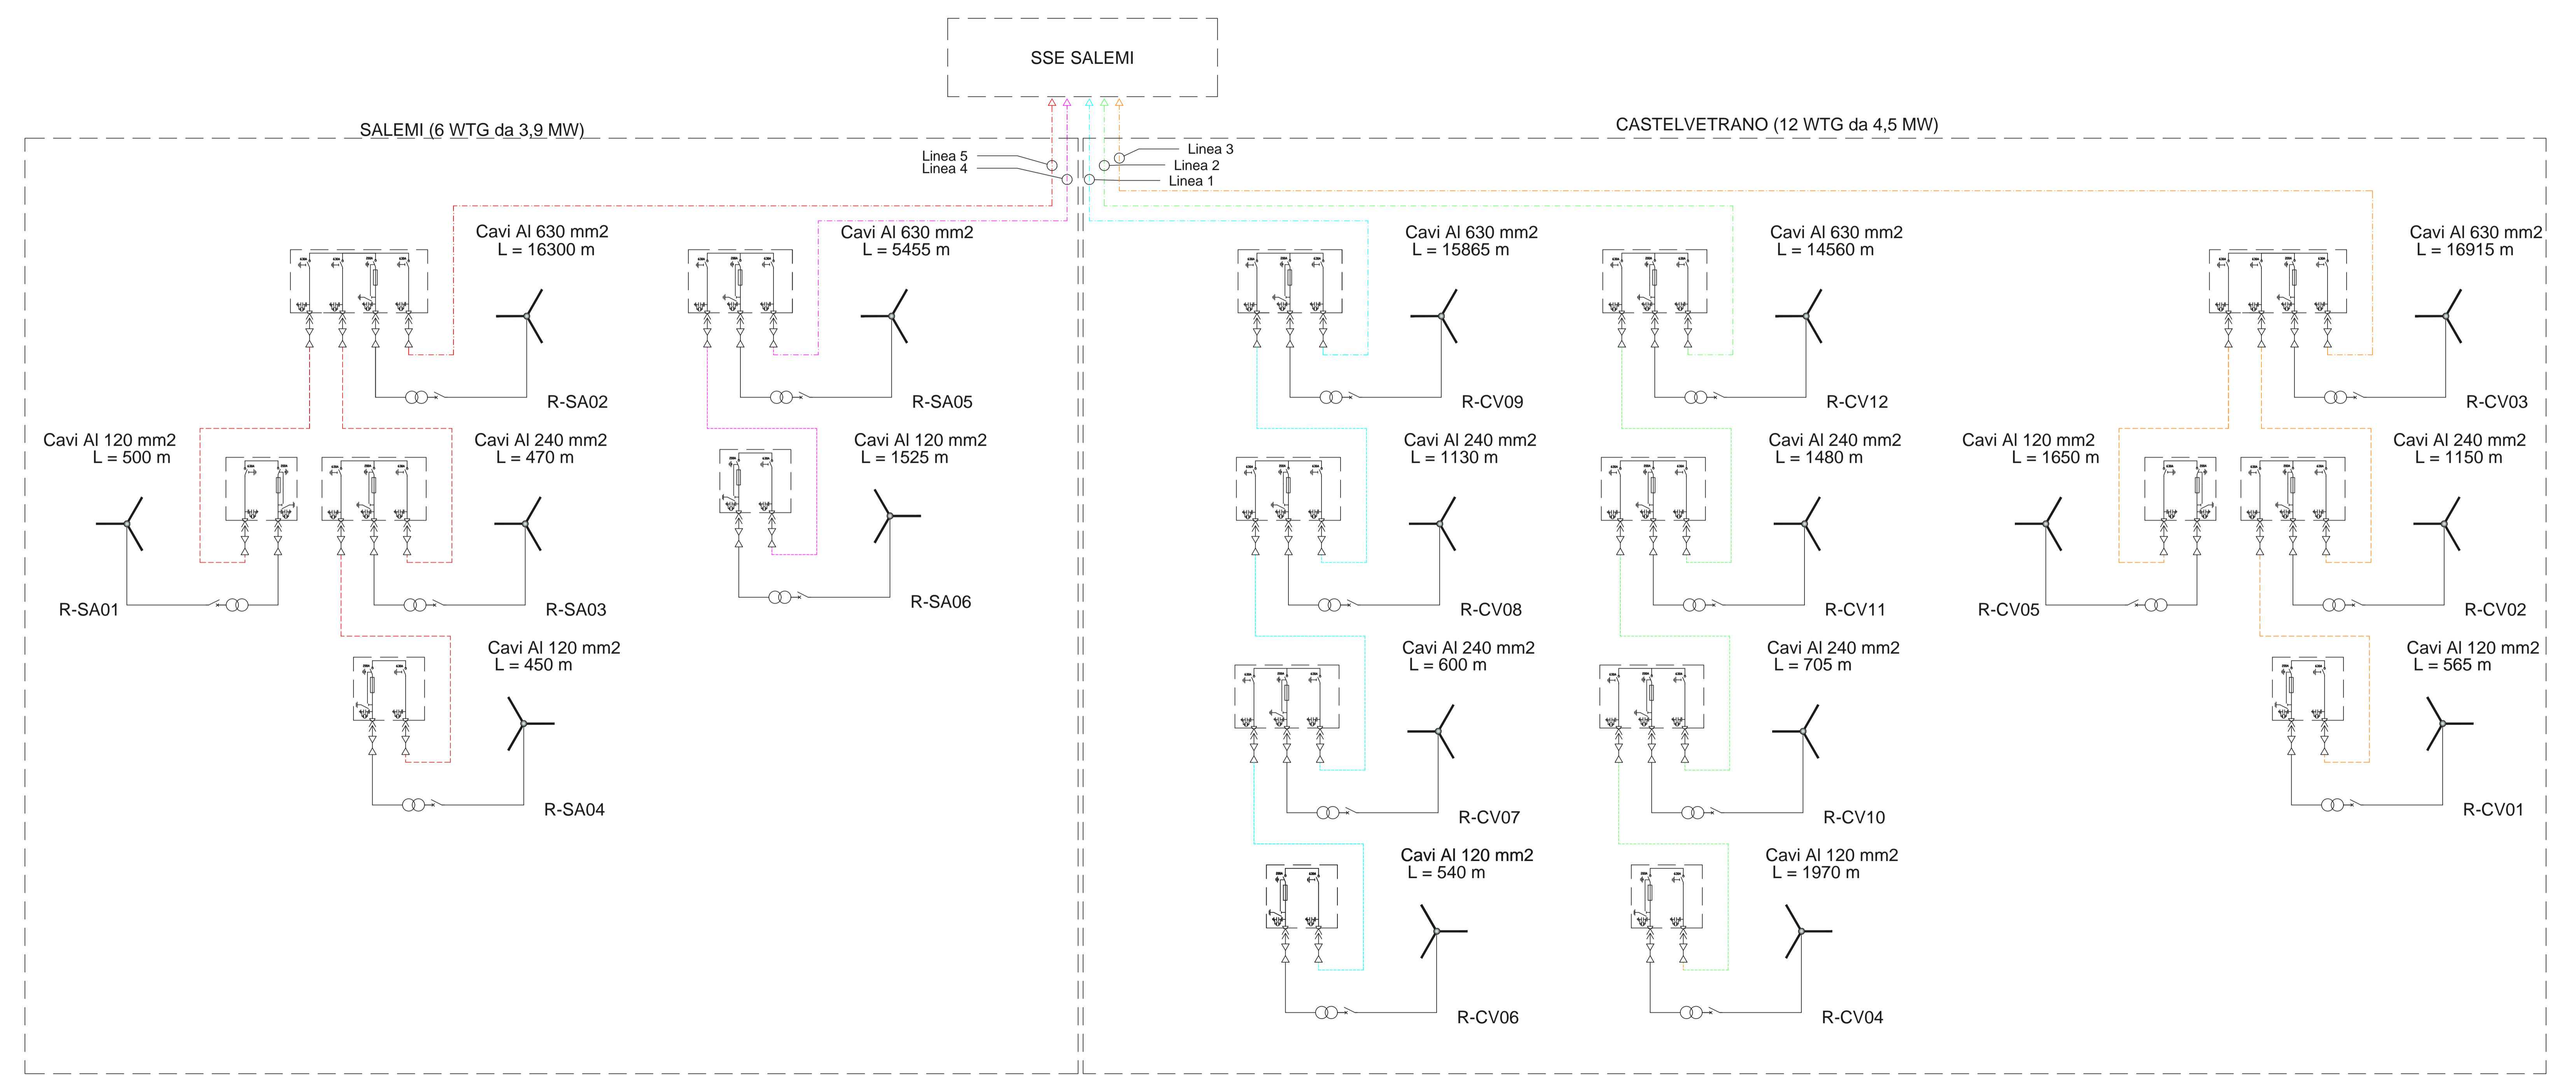 SSE SALEMI
SALEMI (6 WTG da 3,9 MW)
CASTELVETRANO (12 WTG da 4,5 MW)
Linea 5
Linea 4
Linea 3
Linea 2
Linea 1
Cavi Al 630 mm2
L = 16300 m
R-SA02
Cavi Al 630 mm2
L = 5455 m
R-SA05
Cavi Al 630 mm2
L = 15865 m
R-CV09
Cavi Al 630 mm2
L = 14560 m
R-CV12
Cavi Al 630 mm2
L = 16915 m
R-CV03
Cavi Al 120 mm2
L = 500 m
R-SA01
Cavi Al 240 mm2
L = 470 m
R-SA03
Cavi Al 120 mm2
L = 1525 m
R-SA06
Cavi Al 240 mm2
L = 1130 m
R-CV08
Cavi Al 240 mm2
L = 1480 m
R-CV11
Cavi Al 120 mm2
L = 1650 m
R-CV05
Cavi Al 240 mm2
L = 1150 m
R-CV02
Cavi Al 120 mm2
L = 450 m
R-SA04
Cavi Al 240 mm2
L = 600 m
R-CV07
Cavi Al 240 mm2
L = 705 m
R-CV10
Cavi Al 120 mm2
L = 565 m
R-CV01
Cavi Al 120 mm2
L = 540 m
R-CV06
Cavi Al 120 mm2
L = 1970 m
R-CV04